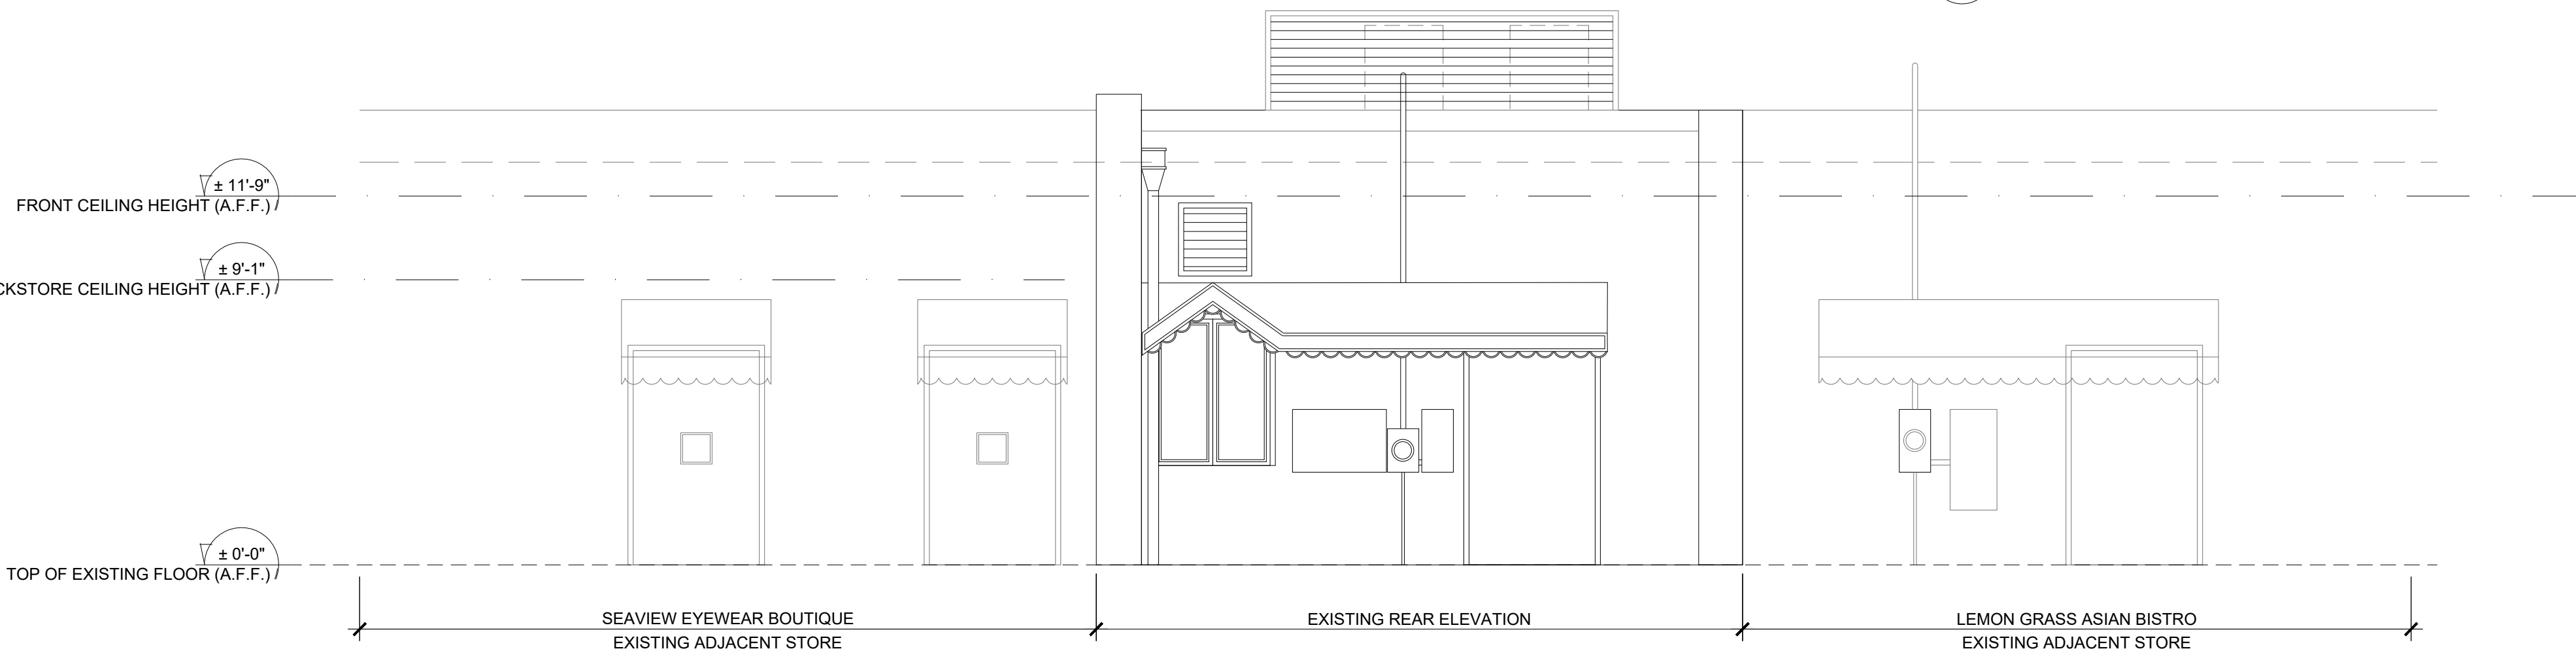 ± 11'-9"
FRONT CEILING HEIGHT (A.F.F.)
± 9'-1"
CKSTORE CEILING HEIGHT (A.F.F.)
± 0'-0"
TOP OF EXISTING FLOOR (A.F.F.)
SEAVIEW EYEWEAR BOUTIQUE
EXISTING ADJACENT STORE
EXISTING REAR ELEVATION
LEMON GRASS ASIAN BISTRO
EXISTING ADJACENT STORE